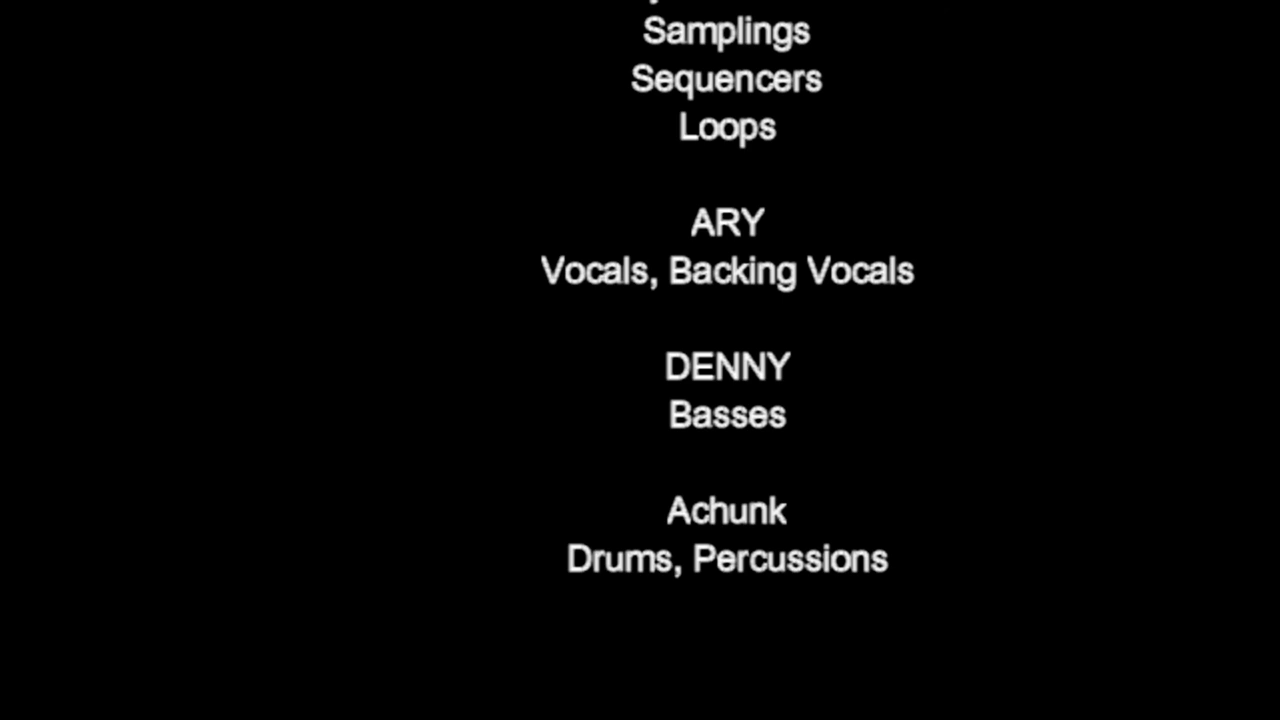 Samplings
Sequencers
Loops
ARY
Vocals, Backing Vocals
DENNY
Basses
Achunk
Drums, Percussions